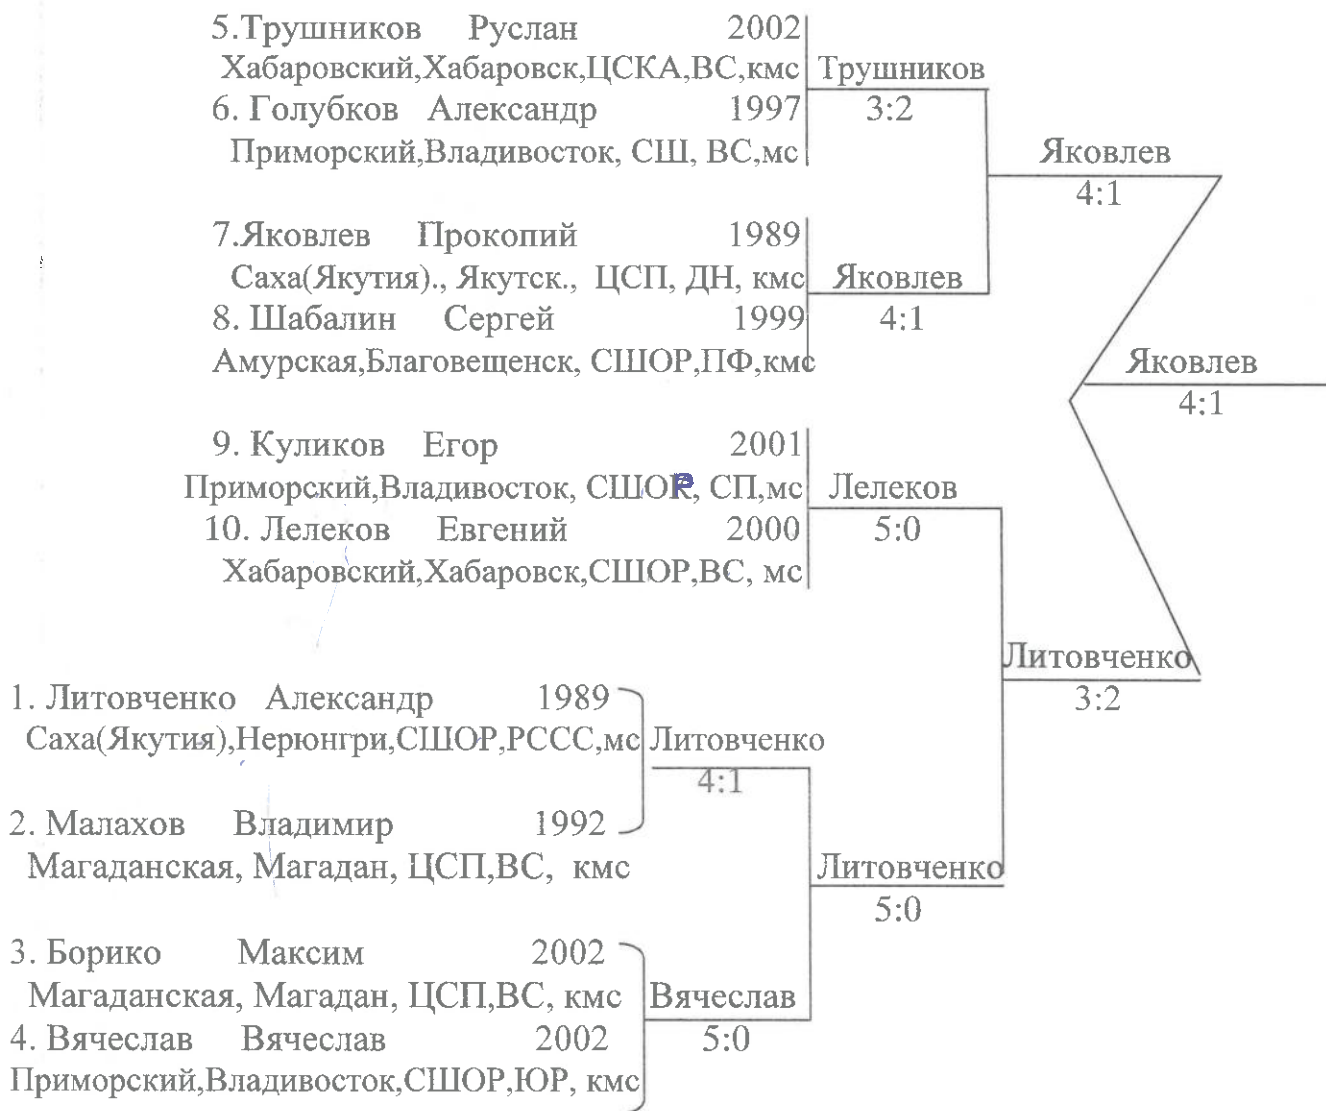 5.Трушников Руслан 2002
Хабаровский,Хабаровск,ЦСКА,ВС,кмс
Трушников
6. Голубков Александр 1997
3:2
Приморский,Владивосток, СШ, ВС,мс
Яковлев
4:1
7.Яковлев Прокопий 1989
Саха(Якутия)., Якутск., ЦСП, ДН, кмс
Яковлев
8. Шабалин Сергей 1999
4:1
Амурская,Благовещенск, СШОР,ПФ,кмс
Яковлев
4:1
9. Куликов Егор 2001
Приморский,Владивосток, СШОР, СП,мс
Лелеков
10. Лелеков Евгений 2000
5:0
Хабаровский,Хабаровск,СШОР,ВС, мс
Литовченко
3:2
1. Литовченко Александр 1989
Саха(Якутия),Нерюнгри,СШОР,РССС,мс
Литовченко
4:1
2. Малахов Владимир 1992
Магаданская, Магадан, ЦСП,ВС, кмс
Литовченко
5:0
3. Борико Максим 2002
Магаданская, Магадан, ЦСП,ВС, кмс
Вячеслав
4. Вячеслав Вячеслав 2002
5:0
Приморский,Владивосток,СШОР,ЮР, кмс